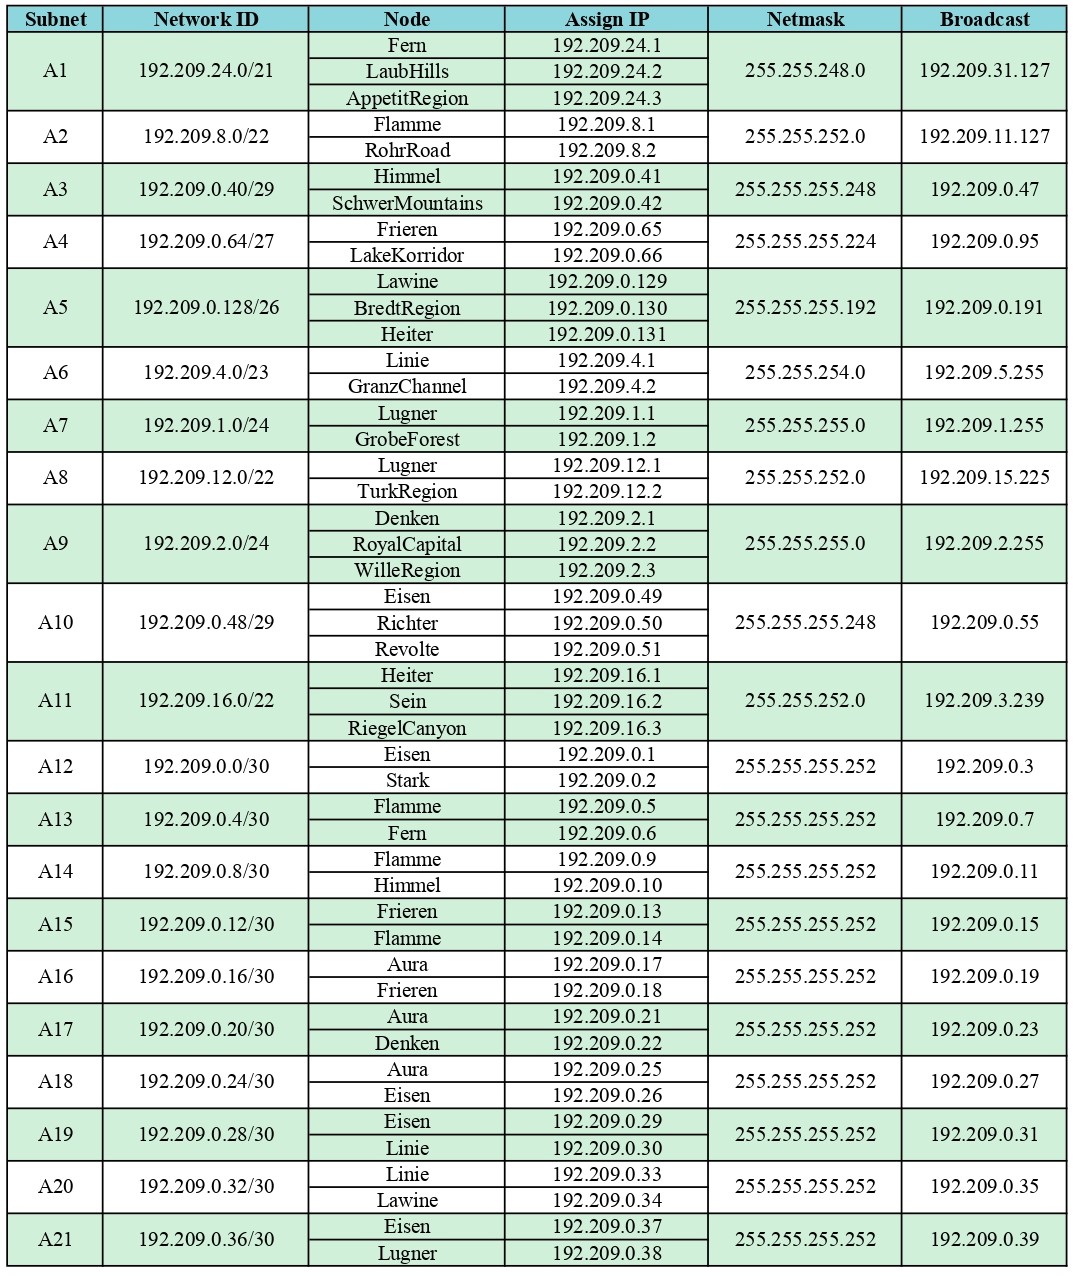 Subnet Network ID Node Assign IP Netmask Broadcast
Fern 192.209.24.1
A1 192.209.24.0/21 LaubHills 192.209.24.2 255.255.248.0 192.209.31.127
AppetitRegion 192.209.24.3
A2 192.209.8.0/22 Flamme 192.209.8.1 255.255.252.0 192.209.11.127
RohrRoad 192.209.8.2
A3 192.209.0.40/29 Himmel 192.209.0.41 255.255.255.248 192.209.0.47
SchwerMountains 192.209.0.42
A4 192.209.0.64/27 Frieren 192.209.0.65 255.255.255.224 192.209.0.95
LakeKorridor 192.209.0.66
Lawine 192.209.0.129
A5 192.209.0.128/26 BredtRegion 192.209.0.130 255.255.255.192 192.209.0.191
Heiter 192.209.0.131
A6 192.209.4.0/23 Linie 192.209.4.1 255.255.254.0 192.209.5.255
GranzChannel 192.209.4.2
A7 192.209.1.0/24 Lugner 192.209.1.1 255.255.255.0 192.209.1.255
GrobeForest 192.209.1.2
A8 192.209.12.0/22 Lugner 192.209.12.1 255.255.252.0 192.209.15.225
TurkRegion 192.209.12.2
Denken 192.209.2.1
A9 192.209.2.0/24 RoyalCapital 192.209.2.2 255.255.255.0 192.209.2.255
WilleRegion 192.209.2.3
Eisen 192.209.0.49
A10 192.209.0.48/29 Richter 192.209.0.50 255.255.255.248 192.209.0.55
Revolte 192.209.0.51
Heiter 192.209.16.1
A11 192.209.16.0/22 Sein 192.209.16.2 255.255.252.0 192.209.3.239
RiegelCanyon 192.209.16.3
A12 192.209.0.0/30 Eisen 192.209.0.1 255.255.255.252 192.209.0.3
Stark 192.209.0.2
A13 192.209.0.4/30 Flamme 192.209.0.5 255.255.255.252 192.209.0.7
Fern 192.209.0.6
A14 192.209.0.8/30 Flamme 192.209.0.9 255.255.255.252 192.209.0.11
Himmel 192.209.0.10
A15 192.209.0.12/30 Frieren 192.209.0.13 255.255.255.252 192.209.0.15
Flamme 192.209.0.14
A16 192.209.0.16/30 Aura 192.209.0.17 255.255.255.252 192.209.0.19
Frieren 192.209.0.18
A17 192.209.0.20/30 Aura 192.209.0.21 255.255.255.252 192.209.0.23
Denken 192.209.0.22
A18 192.209.0.24/30 Aura 192.209.0.25 255.255.255.252 192.209.0.27
Eisen 192.209.0.26
A19 192.209.0.28/30 Eisen 192.209.0.29 255.255.255.252 192.209.0.31
Linie 192.209.0.30
A20 192.209.0.32/30 Linie 192.209.0.33 255.255.255.252 192.209.0.35
Lawine 192.209.0.34
A21 192.209.0.36/30 Eisen 192.209.0.37 255.255.255.252 192.209.0.39
Lugner 192.209.0.38